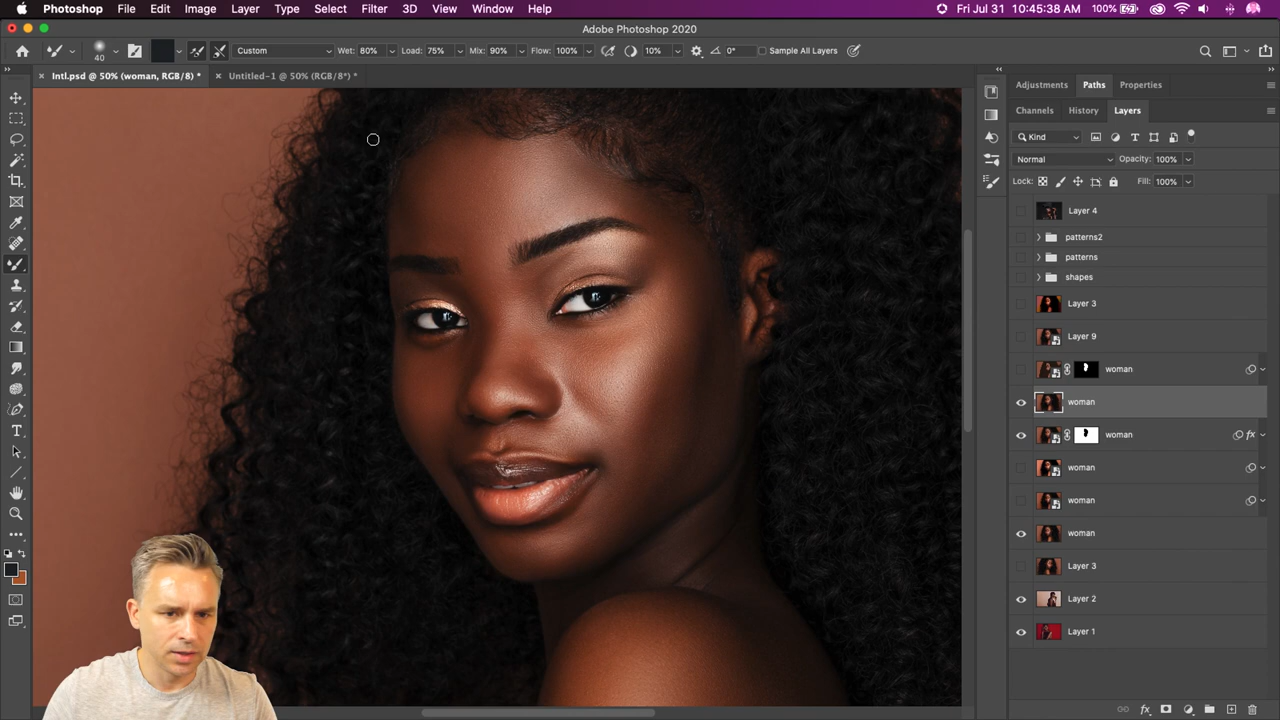 Photoshop File Edit Image Layer Type Select Filter 3D View Window Help 100% Fri Jul 31 10:45:38 AM
Adobe Photoshop 2020
40 Custom Wet: 80% Load: 75% Mix: 90% Flow: 100% 10% 0° Sample All Layers
Intl.psd @ 50% (woman, RGB/8) * Untitled-1 @ 50% (RGB/8*) *
Adjustments Paths Properties
Channels History Layers
Kind
Normal Opacity: 100%
Lock: Fill: 100%
Layer 4
patterns2
patterns
shapes
Layer 3
Layer 9
woman
woman
woman fx
woman
woman
woman
Layer 3
Layer 2
Layer 1
fx